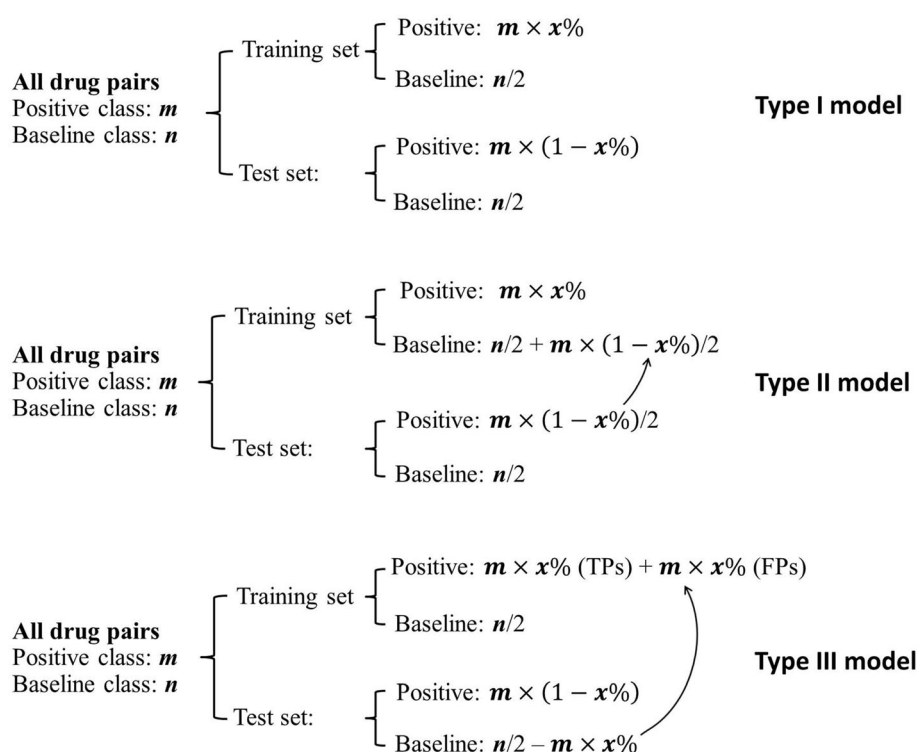 All drug pairs
Positive class: m
Baseline class: n
Training set
Positive: m × x%
Baseline: n/2
Test set:
Positive: m × (1 − x%)
Baseline: n/2
Type I model
All drug pairs
Positive class: m
Baseline class: n
Training set
Positive: m × x%
Baseline: n/2 + m × (1 − x%)/2
Test set:
Positive: m × (1 − x%)/2
Baseline: n/2
Type II model
All drug pairs
Positive class: m
Baseline class: n
Training set
Positive: m × x% (TPs) + m × x% (FPs)
Baseline: n/2
Test set:
Positive: m × (1 − x%)
Baseline: n/2 − m × x%
Type III model